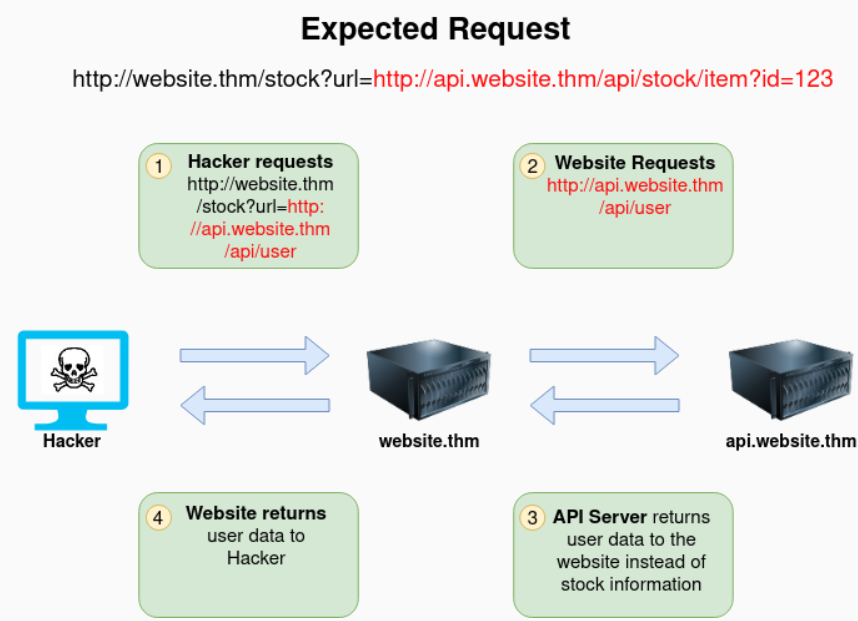 Expected Request
http://website.thm/stock?url=http://api.website.thm/api/stock/item?id=123
1 Hacker requests
http://website.thm
/stock?url=http:
//api.website.thm
/api/user
2 Website Requests
http://api.website.thm
/api/user
Hacker
website.thm
api.website.thm
4 Website returns
user data to
Hacker
3 API Server returns
user data to the
website instead of
stock information